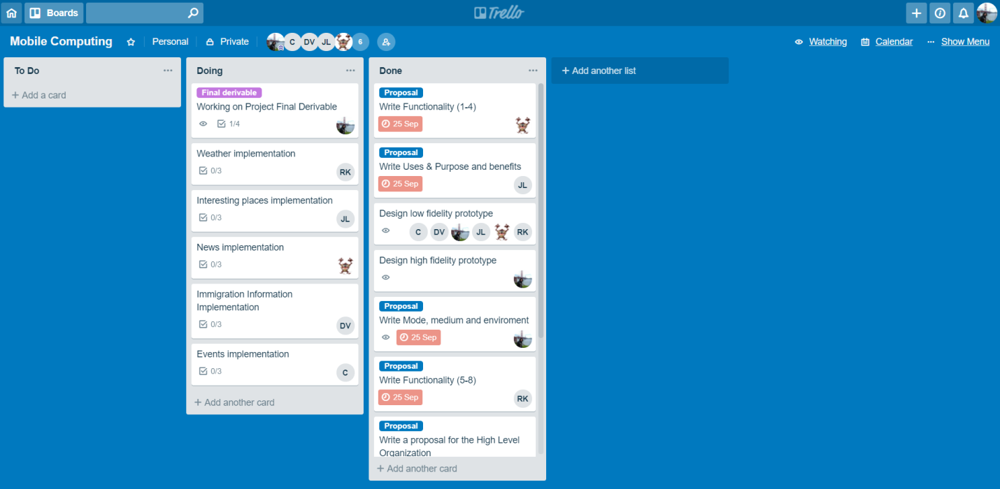 Boards
Trello
Mobile Computing
Personal
Private
C
DV
JL
6
Watching
Calendar
Show Menu
To Do
+ Add a card
Doing
Final derivable
Working on Project Final Derivable
1/4
Weather implementation
0/3
RK
Interesting places implementation
0/3
JL
News implementation
0/3
Immigration Information
Implementation
0/3
DV
Events implementation
0/3
C
+ Add another card
Done
Proposal
Write Functionality (1-4)
25 Sep
Proposal
Write Uses & Purpose and benefits
25 Sep
JL
Design low fidelity prototype
C DV JL RK
Design high fidelity prototype
Proposal
Write Mode, medium and enviroment
25 Sep
Proposal
Write Functionality (5-8)
25 Sep
RK
Proposal
Write a proposal for the High Level
Organization
+ Add another card
+ Add another list